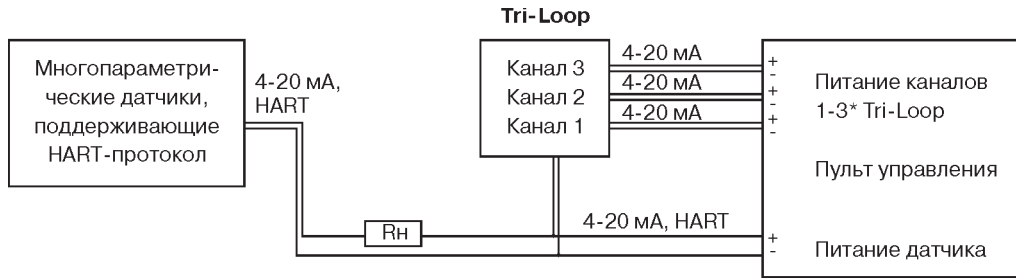 Tri-Loop
Многопараметри-
ческие датчики,
поддерживающие
HART-протокол
4-20 мА,
HART
Канал 3
Канал 2
Канал 1
4-20 мА
4-20 мА
4-20 мА
+
-
+
-
+
-
Питание каналов
1-3* Tri-Loop
Пульт управления
Rн
4-20 мА, HART
+
-
Питание датчика